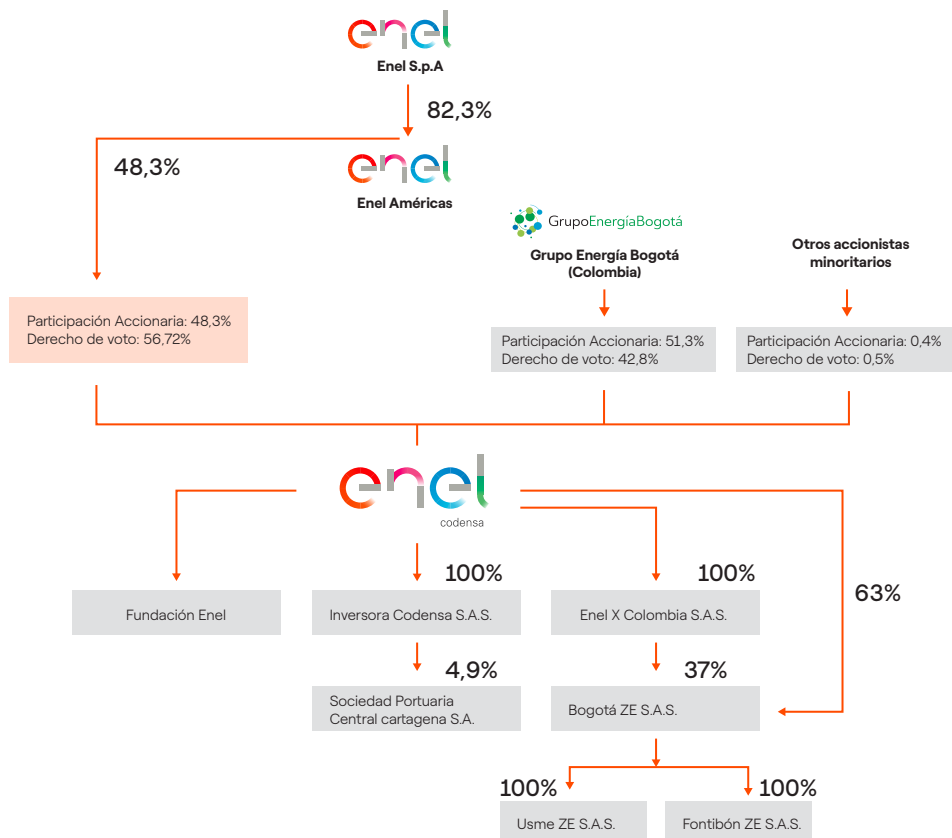 enel
Enel S.p.A
82,3%
48,3%
enel
Enel Américas
GrupoEnergíaBogotá
Grupo Energía Bogotá
(Colombia)
Otros accionistas
minoritarios
Participación Accionaria: 48,3%
Derecho de voto: 56,72%
Participación Accionaria: 51,3%
Derecho de voto: 42,8%
Participación Accionaria: 0,4%
Derecho de voto: 0,5%
enel
codensa
100%
100%
63%
Fundación Enel
Inversora Codensa S.A.S.
Enel X Colombia S.A.S.
4,9%
37%
Sociedad Portuaria
Central cartagena S.A.
Bogotá ZE S.A.S.
100%
100%
Usme ZE S.A.S.
Fontibón ZE S.A.S.